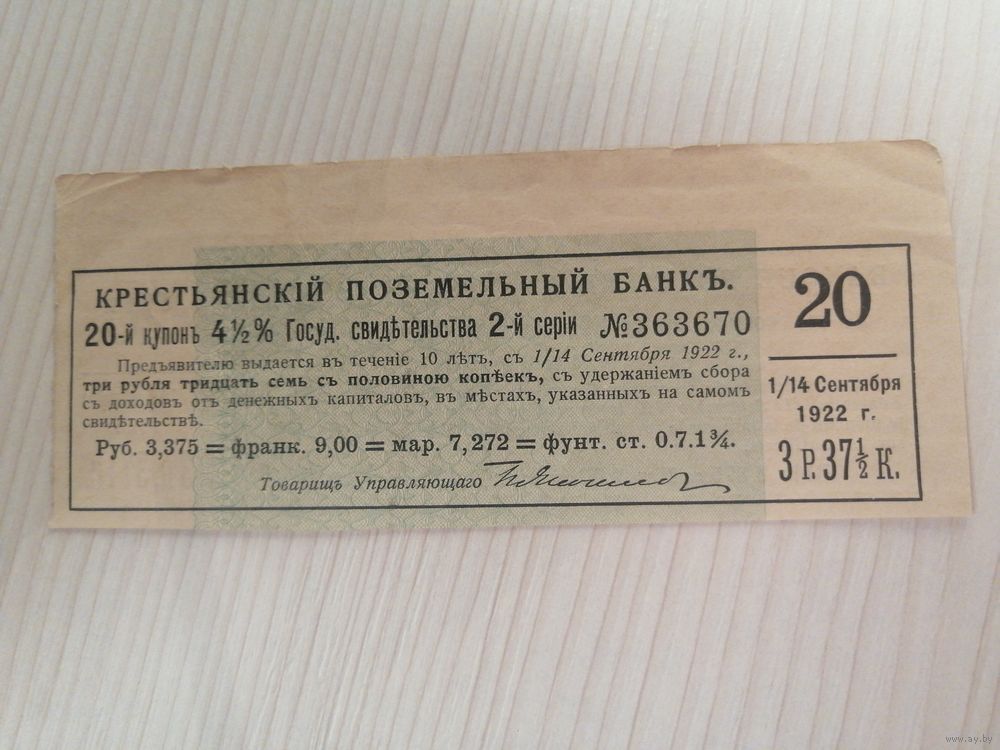 КРЕСТЬЯНСКІЙ ПОЗЕМЕЛЬНЫЙ БАНКЪ.
20-й купонъ 4½% Госуд. свидѣтельства 2-й серіи №363670
Предъявителю выдается въ теченіе 10 лѣтъ, съ 1/14 Сентября 1922 г.,
три рубля тридцать семь съ половиною копѣекъ, съ удержаніемъ сбора
съ доходовъ отъ денежныхъ капиталовъ, въ мѣстахъ, указанныхъ на самомъ
свидѣтельствѣ.
Руб. 3,375 = франк. 9,00 = мар. 7,272 = фунт. ст. 0.7.1¾.
Товарищъ Управляющаго
20
1/14 Сентября
1922 г.
3 Р. 37½ К.
www.ay.by